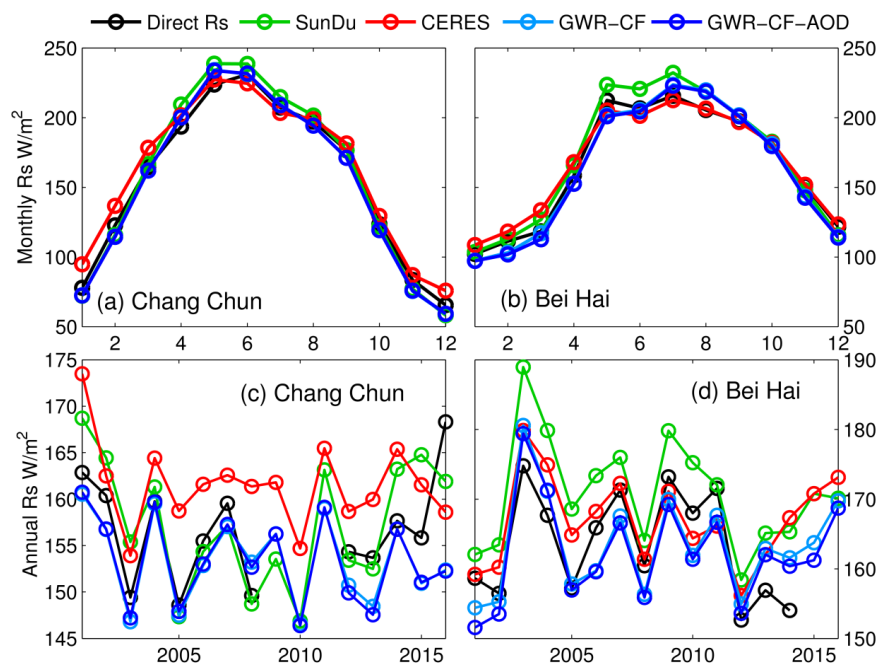 Direct Rs SunDu CERES GWR-CF GWR-CF-AOD
Monthly Rs W/m²
250
200
150
100
50
2 4 6 8 10 12
(a) Chang Chun
250
200
150
100
50
2 4 6 8 10 12
(b) Bei Hai
Annual Rs W/m²
175
170
165
160
155
150
145
2005 2010 2015
(c) Chang Chun
190
180
170
160
150
2005 2010 2015
(d) Bei Hai